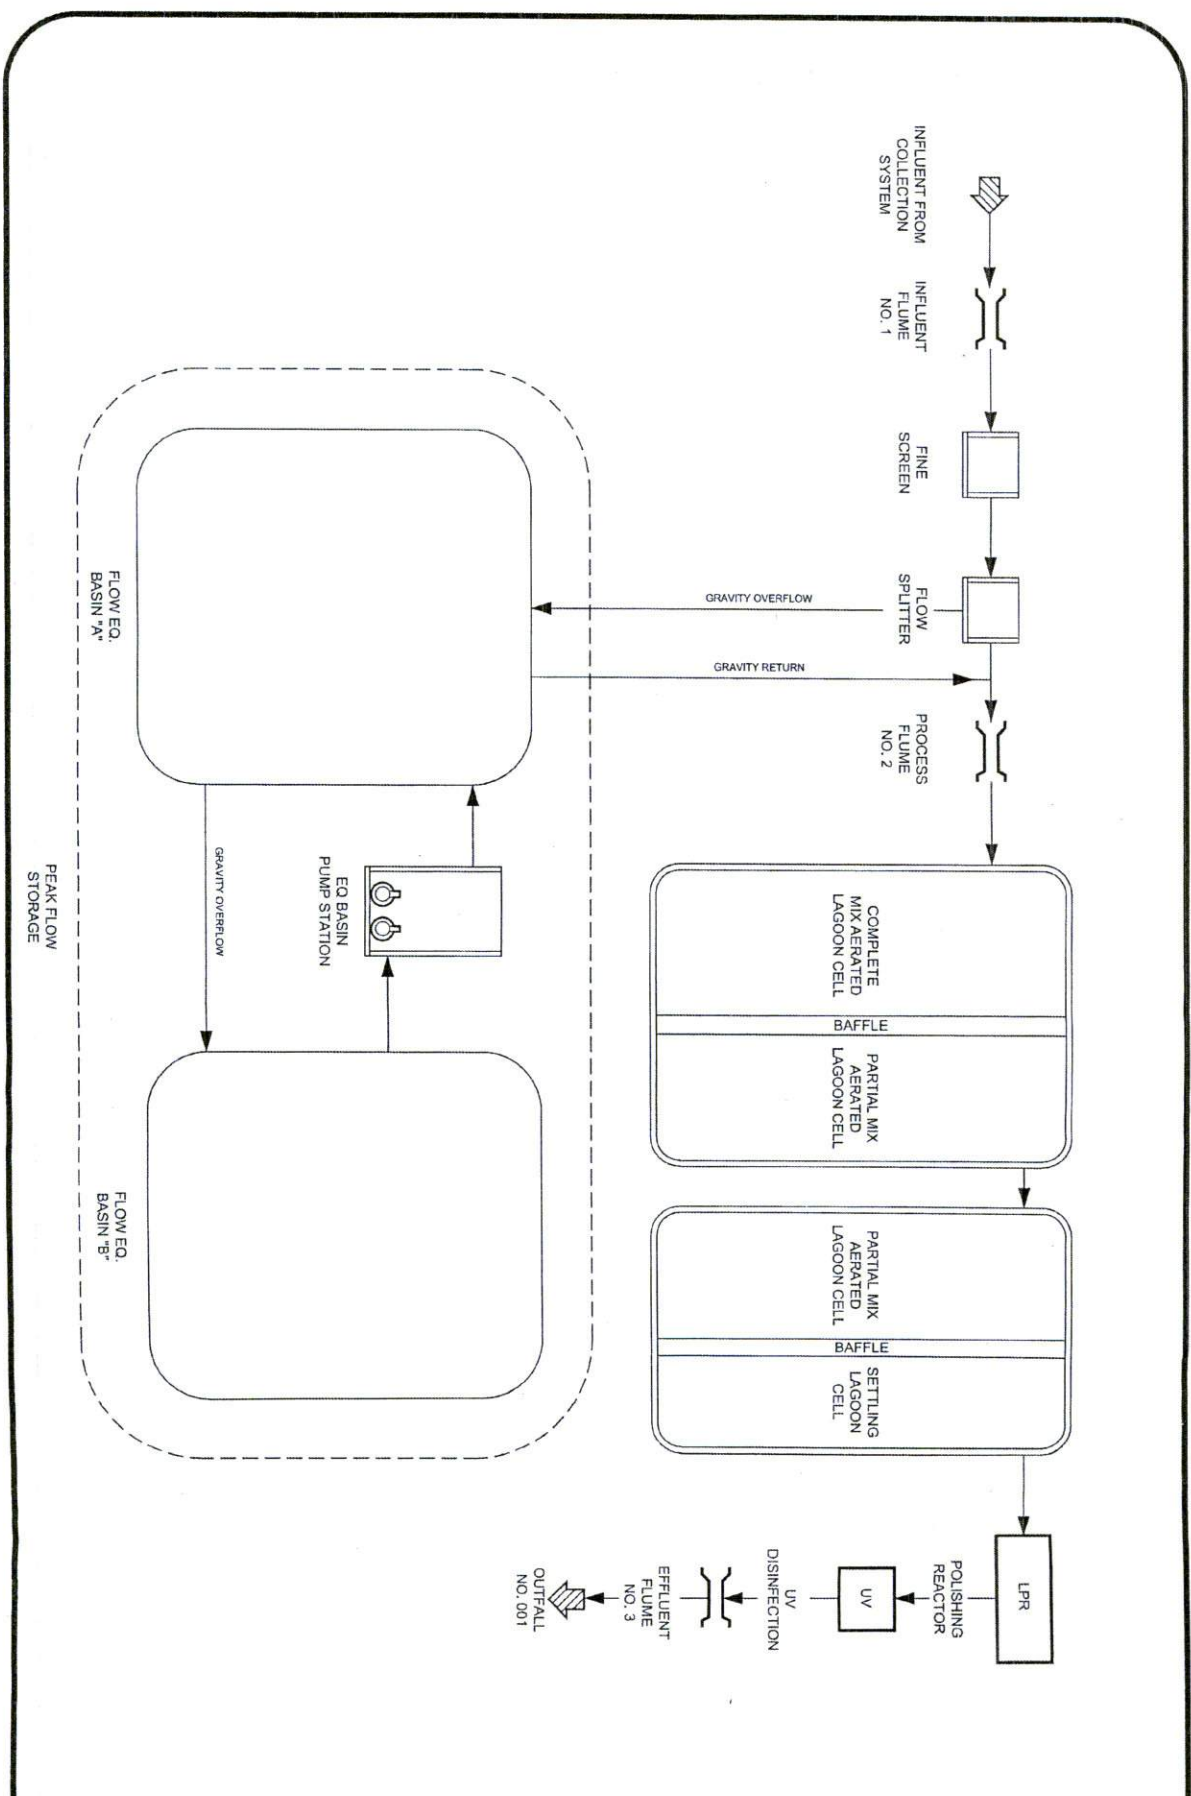 INFLUENT FROM
COLLECTION
SYSTEM
INFLUENT
FLUME
NO. 1
FINE
SCREEN
FLOW
SPLITTER
PROCESS
FLUME
NO. 2
COMPLETE
MIX AERATED
LAGOON CELL
BAFFLE
PARTIAL MIX
AERATED
LAGOON CELL
PARTIAL MIX
AERATED
LAGOON CELL
BAFFLE
SETTLING
LAGOON
CELL
LPR
POLISHING
REACTOR
UV
UV
DISINFECTION
EFFLUENT
FLUME
NO. 3
OUTFALL
NO. 001
GRAVITY OVERFLOW
GRAVITY RETURN
EQ BASIN
PUMP STATION
GRAVITY OVERFLOW
FLOW EQ.
BASIN "A"
FLOW EQ.
BASIN "B"
PEAK FLOW
STORAGE